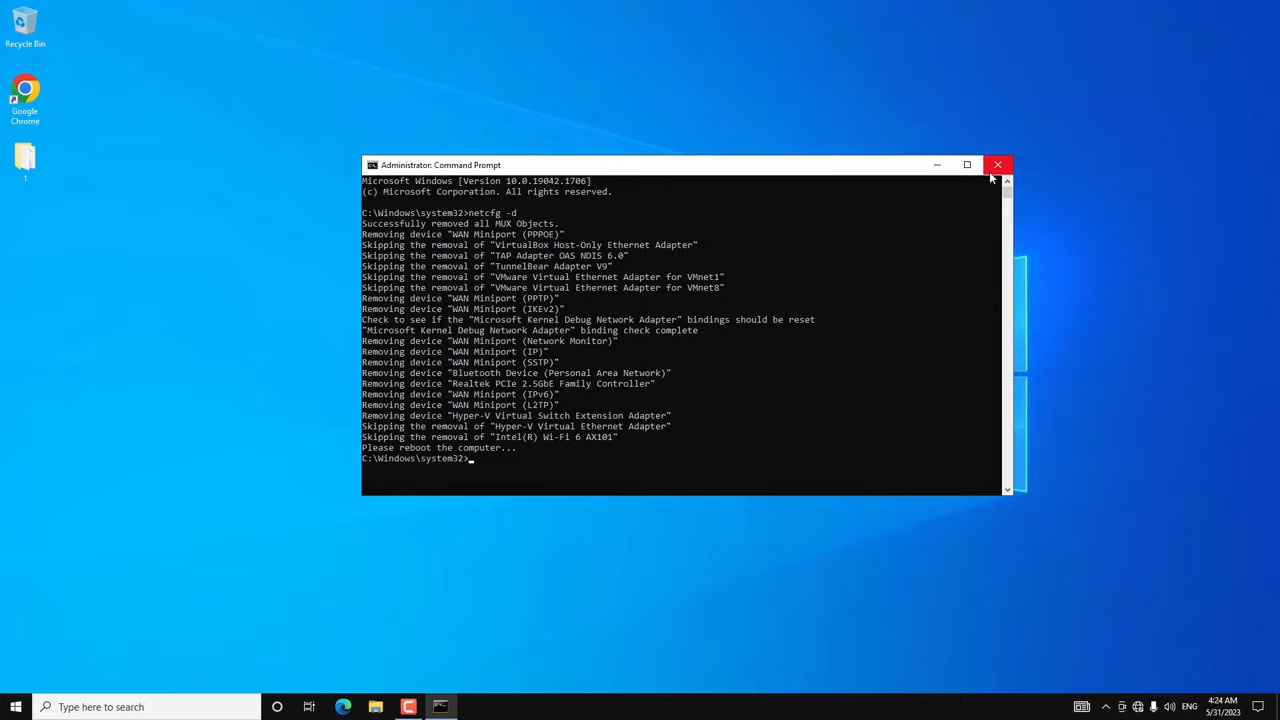 Recycle Bin
Google
Chrome
1
Administrator: Command Prompt
Microsoft Windows [Version 10.0.19042.1706]
(c) Microsoft Corporation. All rights reserved.
C:\Windows\system32>netcfg -d
Successfully removed all MUX Objects.
Removing device "WAN Miniport (PPPOE)"
Skipping the removal of "VirtualBox Host-Only Ethernet Adapter"
Skipping the removal of "TAP Adapter OAS NDIS 6.0"
Skipping the removal of "TunnelBear Adapter V9"
Skipping the removal of "VMware Virtual Ethernet Adapter for VMnet1"
Skipping the removal of "VMware Virtual Ethernet Adapter for VMnet8"
Removing device "WAN Miniport (PPTP)"
Removing device "WAN Miniport (IKEv2)"
Check to see if the "Microsoft Kernel Debug Network Adapter" bindings should be reset
"Microsoft Kernel Debug Network Adapter" binding check complete
Removing device "WAN Miniport (Network Monitor)"
Removing device "WAN Miniport (IP)"
Removing device "WAN Miniport (SSTP)"
Removing device "Bluetooth Device (Personal Area Network)"
Removing device "Realtek PCIe 2.5GbE Family Controller"
Removing device "WAN Miniport (IPv6)"
Removing device "WAN Miniport (L2TP)"
Removing device "Hyper-V Virtual Switch Extension Adapter"
Skipping the removal of "Hyper-V Virtual Ethernet Adapter"
Skipping the removal of "Intel(R) Wi-Fi 6 AX101"
Please reboot the computer...
C:\Windows\system32>
Type here to search
ENG
4:24 AM
5/31/2023